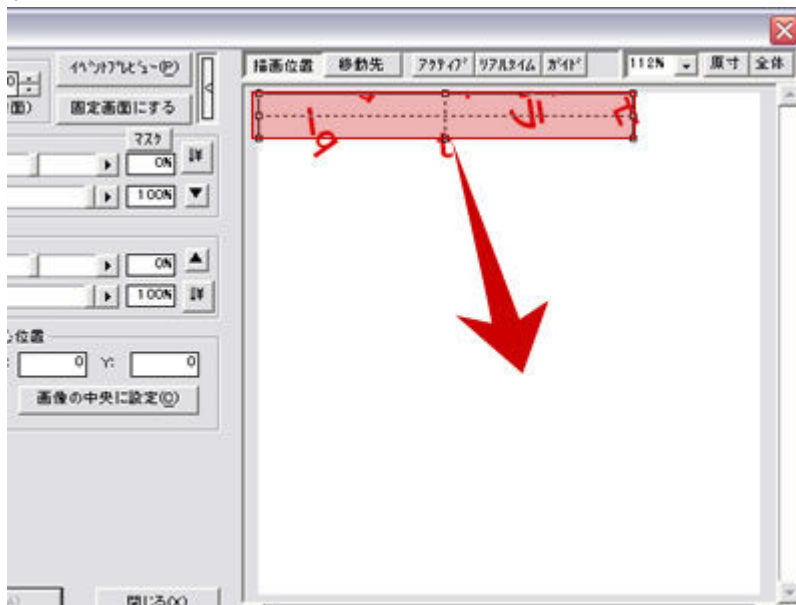 イベントプレビュー(P)
描画位置 移動先 アクティブ リアルタイム ガイド 112% 原寸 全体
面) 固定画面にする
マスク
0%
100%
0%
100%
位置
0 Y: 0
画像の中央に設定(C)
閉じる(X)